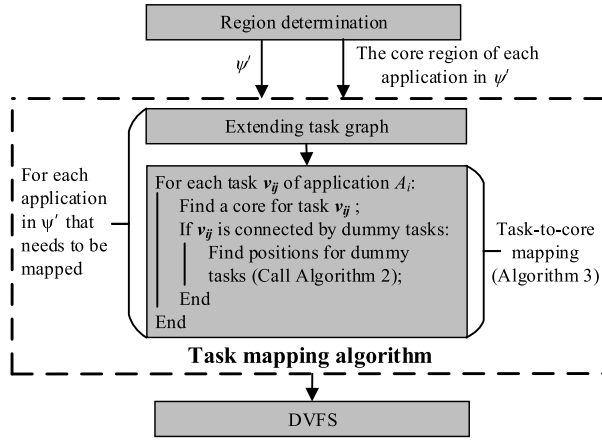 Region determination
ψ′
The core region of each
application in ψ′
Extending task graph
For each
application
in ψ′ that
needs to be
mapped
For each task v_ij of application A_i:
Find a core for task v_ij ;
If v_ij is connected by dummy tasks:
Find positions for dummy
tasks (Call Algorithm 2);
End
End
Task-to-core
mapping
(Algorithm 3)
Task mapping algorithm
DVFS